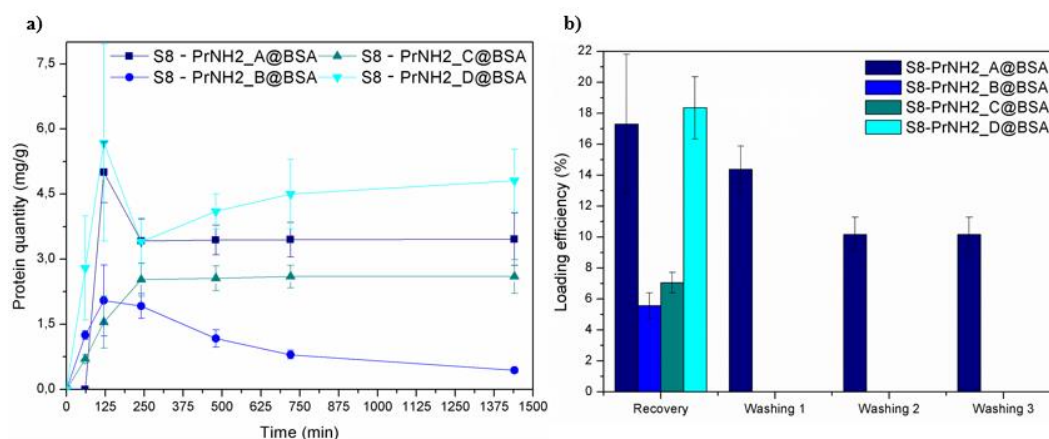 a)
S8 - PrNH2_A@BSA
S8 - PrNH2_C@BSA
S8 - PrNH2_B@BSA
S8 - PrNH2_D@BSA
7,5
6,0
4,5
3,0
1,5
0,0
Protein quantity (mg/g)
0 125 250 375 500 625 750 875 1000 1125 1250 1375 1500
Time (min)
b)
S8-PrNH2_A@BSA
S8-PrNH2_B@BSA
S8-PrNH2_C@BSA
S8-PrNH2_D@BSA
22
20
18
16
14
12
10
8
6
4
2
0
Loading efficiency (%)
Recovery Washing 1 Washing 2 Washing 3